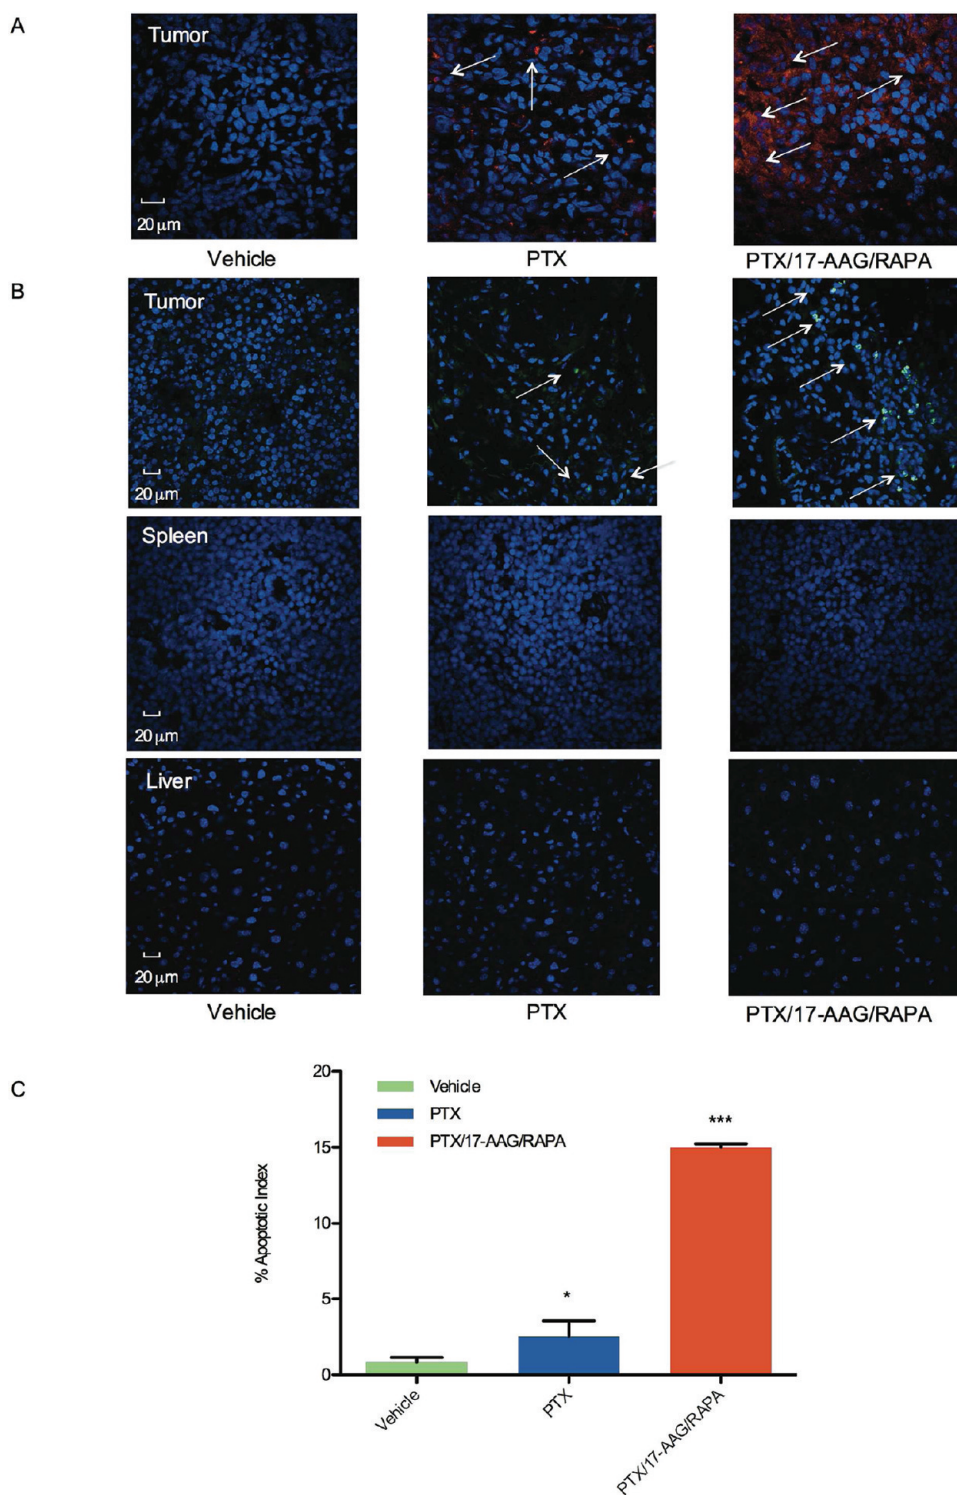 A
Tumor
20 μm
Vehicle
PTX
PTX/17-AAG/RAPA
B
Tumor
20 μm
Spleen
20 μm
Liver
20 μm
Vehicle
PTX
PTX/17-AAG/RAPA
C
20
15
10
5
0
% Apoptotic Index
Vehicle
PTX
PTX/17-AAG/RAPA
*
***
Vehicle
PTX
PTX/17-AAG/RAPA